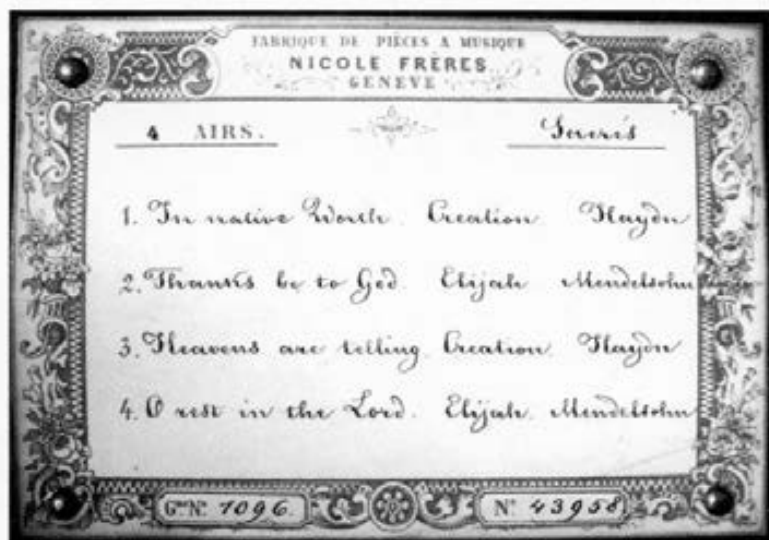 FABRIQUE DE PIÈCES A MUSIQUE
NICOLE FRÈRES
GENÈVE
4 AIRS. Sacrés
1. In native Worth. Creation. Haydn
2. Thanks be to God. Elijah. Mendelsohn
3. Heavens are telling. Creation. Haydn
4. O rest in the Lord. Elijah. Mendelsohn
Gme No. 1096. No. 43958